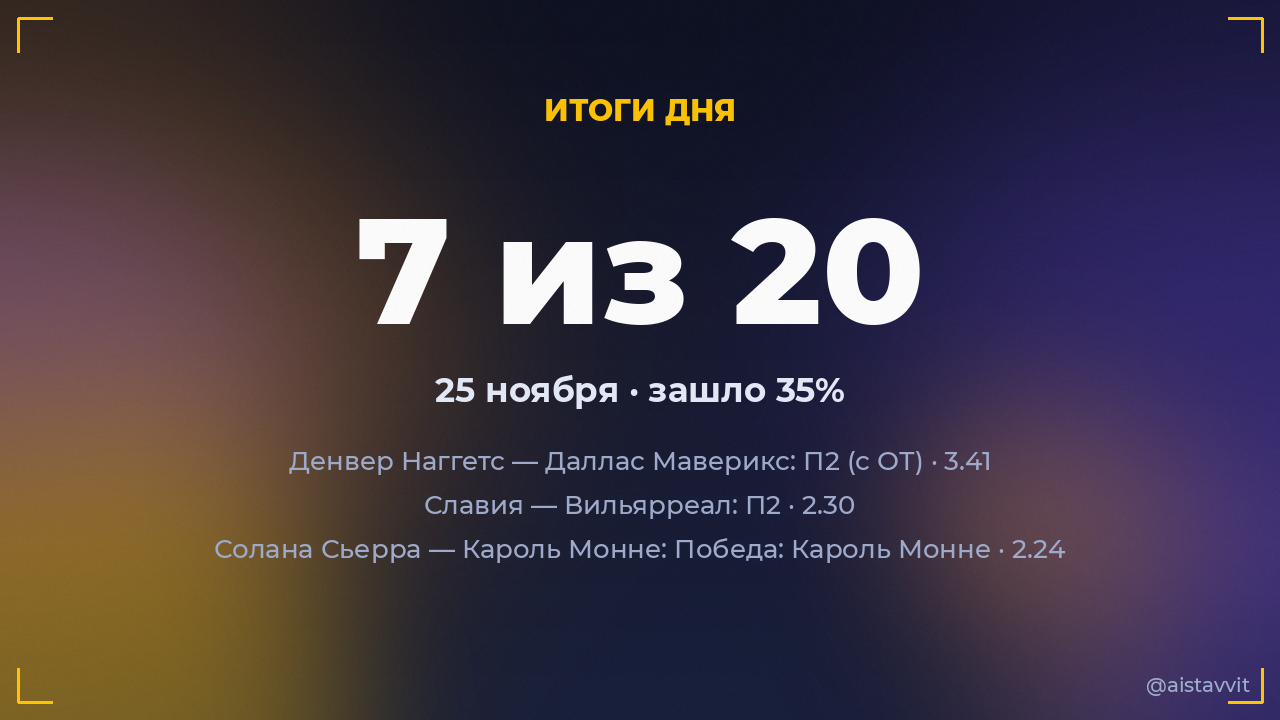 ИТОГИ ДНЯ
7 из 20
25 ноября · зашло 35%
Денвер Наггетс — Даллас Маверикс: П2 (с ОТ) · 3.41
Славия — Вильярреал: П2 · 2.30
Солана Сьерра — Кароль Монне: Победа: Кароль Монне · 2.24
@aistavvit